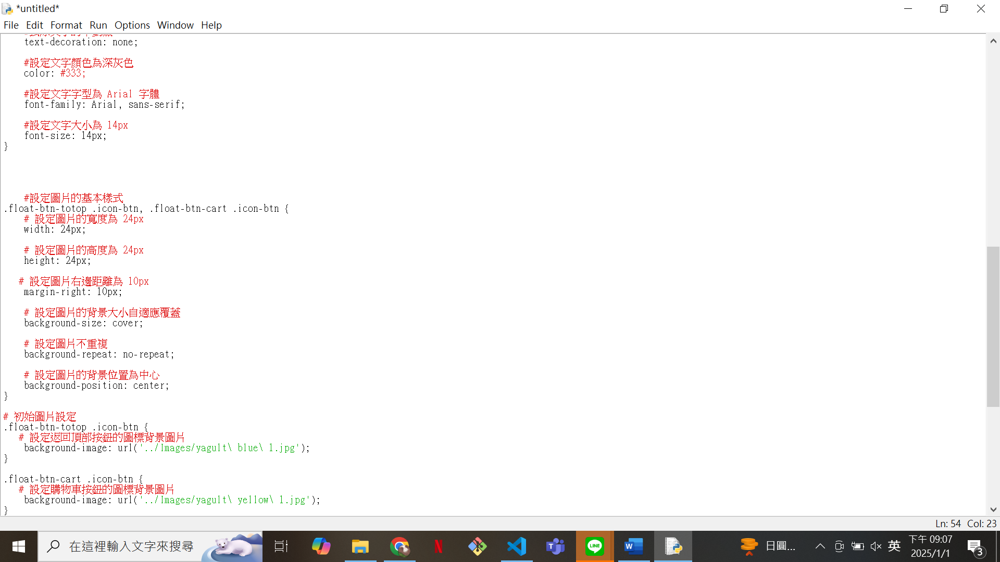 *untitled*
File Edit Format Run Options Window Help
text-decoration: none;
#設定文字顏色為深灰色
color: #333;
#設定文字字型為 Arial 字體
font-family: Arial, sans-serif;
#設定文字大小為 14px
font-size: 14px;
}
#設定圖片的基本樣式
.float-btn-totop .icon-btn, .float-btn-cart .icon-btn {
# 設定圖片的寬度為 24px
width: 24px;
# 設定圖片的高度為 24px
height: 24px;
# 設定圖片右邊距離為 10px
margin-right: 10px;
# 設定圖片的背景大小自適應覆蓋
background-size: cover;
# 設定圖片不重複
background-repeat: no-repeat;
# 設定圖片的背景位置為中心
background-position: center;
}
# 初始圖片設定
.float-btn-totop .icon-btn {
# 設定返回頂部按鈕的圖標背景圖片
background-image: url('../Images/yagult\ blue\ 1.jpg');
}
.float-btn-cart .icon-btn {
# 設定購物車按鈕的圖標背景圖片
background-image: url('../Images/yagult\ yellow\ 1.jpg');
}
Ln: 54 Col: 23
在這裡輸入文字來搜尋
日圓...
英
下午 09:07
2025/1/1
3